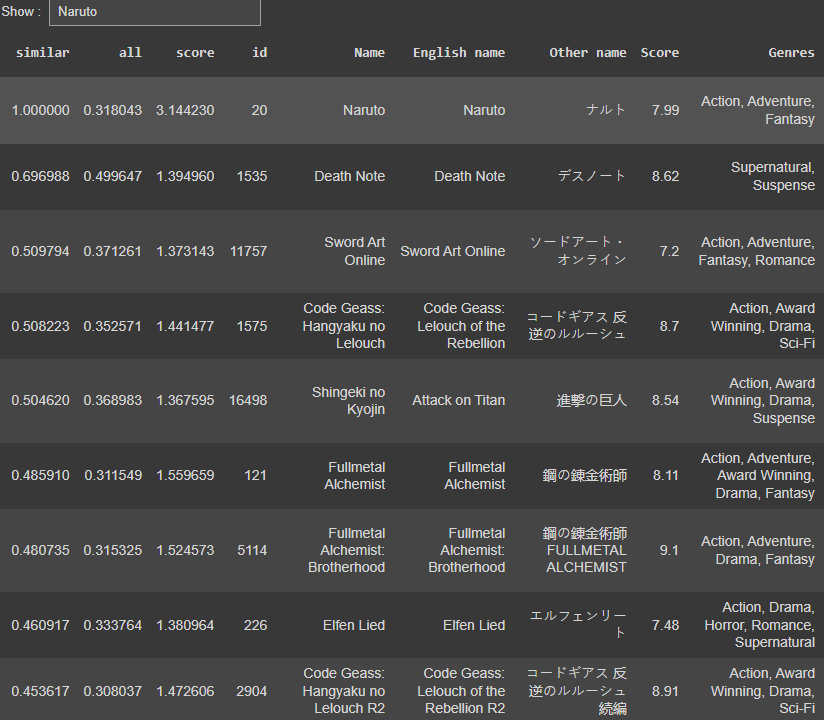 Show : Naruto
similar all score id Name English name Other name Score Genres
1.000000 0.318043 3.144230 20 Naruto Naruto ナルト 7.99 Action, Adventure,
Fantasy
0.696988 0.499647 1.394960 1535 Death Note Death Note デスノート 8.62 Supernatural,
Suspense
0.509794 0.371261 1.373143 11757 Sword Art
Online Sword Art Online ソードアート・
オンライン 7.2 Action, Adventure,
Fantasy, Romance
0.508223 0.352571 1.441477 1575 Code Geass:
Hangyaku no
Lelouch Code Geass:
Lelouch of the
Rebellion コードギアス 反
逆のルルーシュ 8.7 Action, Award
Winning, Drama,
Sci-Fi
0.504620 0.368983 1.367595 16498 Shingeki no
Kyojin Attack on Titan 進撃の巨人 8.54 Action, Award
Winning, Drama,
Suspense
0.485910 0.311549 1.559659 121 Fullmetal
Alchemist Fullmetal
Alchemist 鋼の錬金術師 8.11 Action, Adventure,
Award Winning,
Drama, Fantasy
0.480735 0.315325 1.524573 5114 Fullmetal
Alchemist:
Brotherhood Fullmetal
Alchemist:
Brotherhood 鋼の錬金術師
FULLMETAL
ALCHEMIST 9.1 Action, Adventure,
Drama, Fantasy
0.460917 0.333764 1.380964 226 Elfen Lied Elfen Lied エルフェンリー
ト 7.48 Action, Drama,
Horror, Romance,
Supernatural
0.453617 0.308037 1.472606 2904 Code Geass:
Hangyaku no
Lelouch R2 Code Geass:
Lelouch of the
Rebellion R2 コードギアス 反
逆のルルーシュ
続編 8.91 Action, Award
Winning, Drama,
Sci-Fi